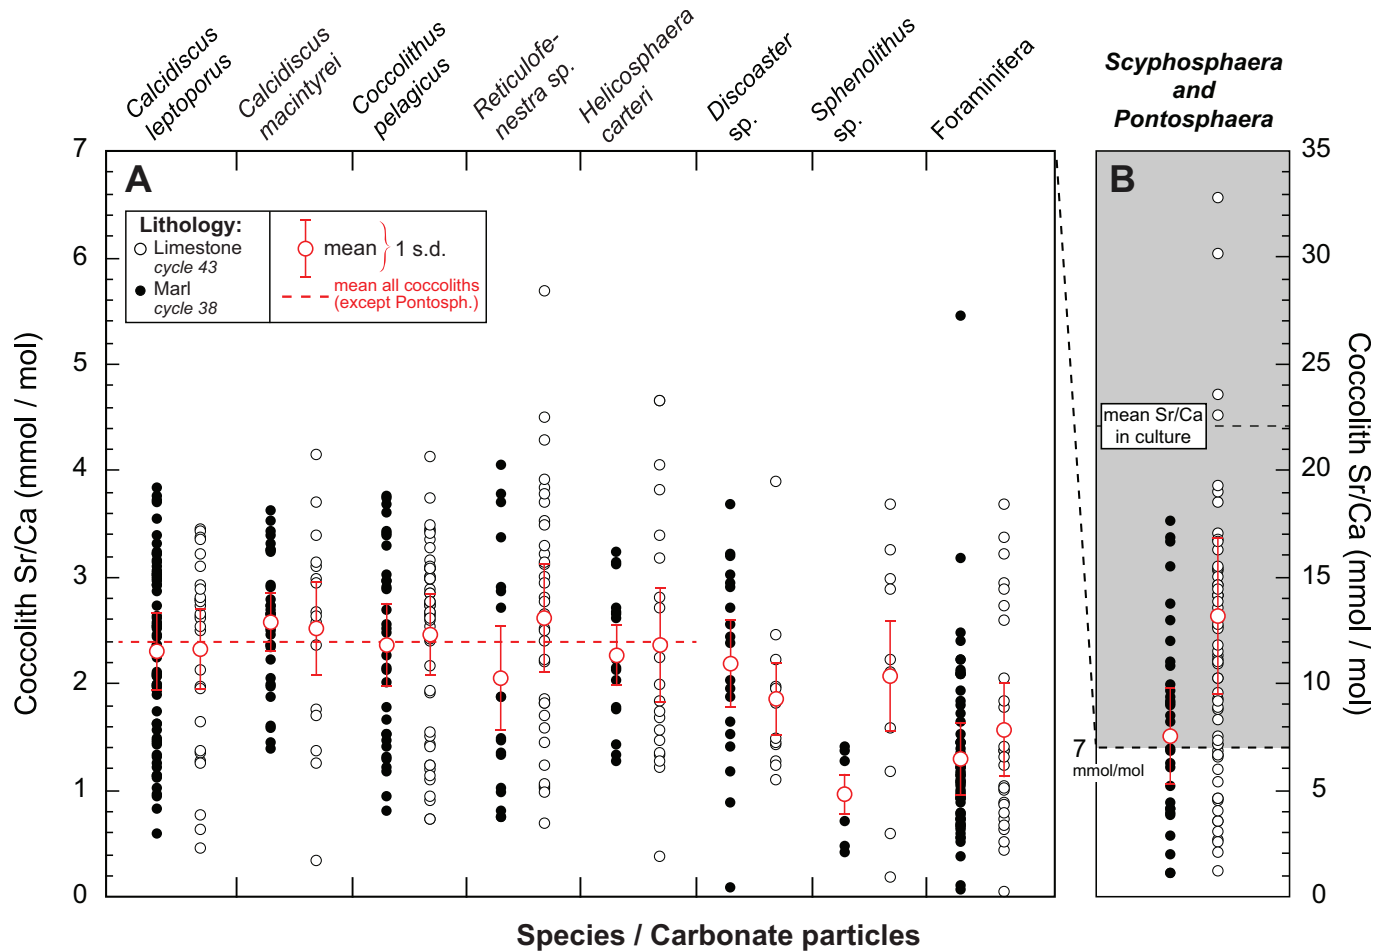 Calcidiscus
leptoporus
Calcidiscus
macintyrei
Coccolithus
pelagicus
Reticulofe-
nestra sp.
Helicosphaera
carteri
Discoaster
sp.
Sphenolithus
sp.
Foraminifera
Scyphosphaera
and
Pontosphaera
A
B
Lithology:
Limestone
cycle 43
Marl
cycle 38
mean
1 s.d.
mean all coccoliths
(except Pontosph.)
7
6
5
4
3
2
1
0
Coccolith Sr/Ca (mmol / mol)
mean Sr/Ca
in culture
7
mmol/mol
35
30
25
20
15
10
5
0
Coccolith Sr/Ca (mmol / mol)
Species / Carbonate particles